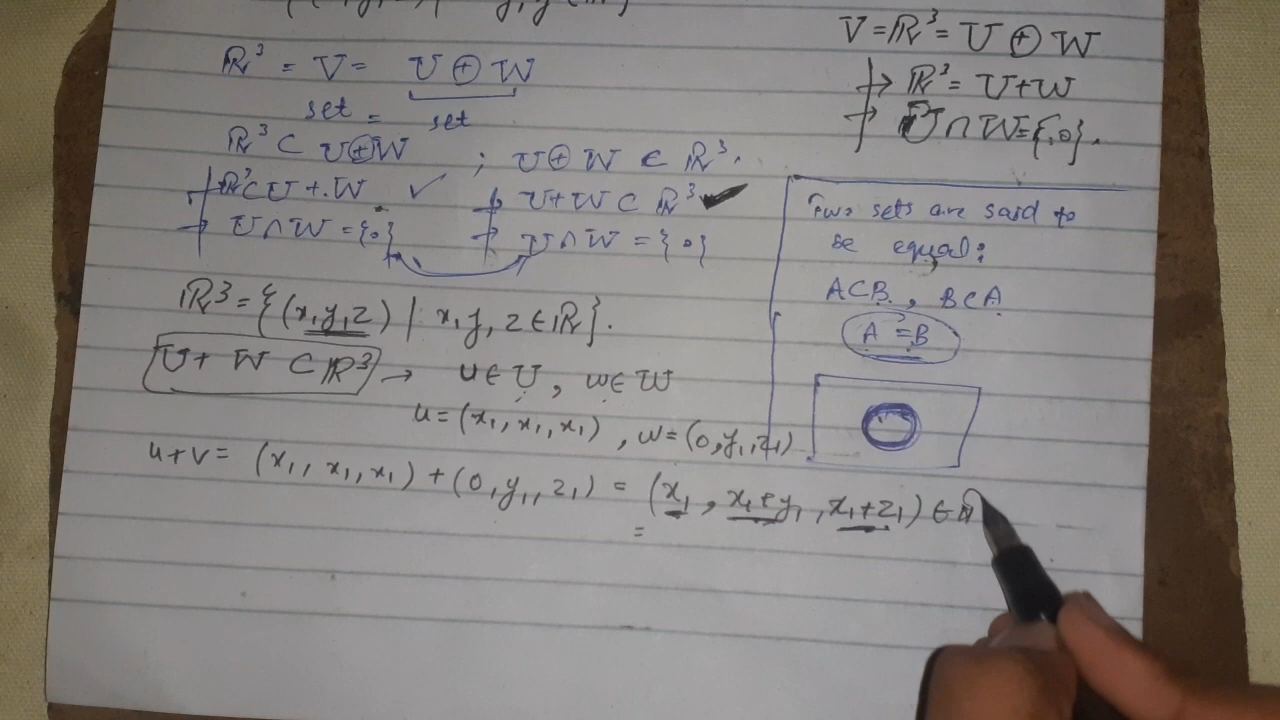 ℝ³ = V = U ⊕ W
set = set
ℝ³ ⊂ U⊕W ; U⊕W ∈ ℝ³.
→ ℝ³⊂U+W ✓ → U+W ⊂ ℝ³ ✓
→ U∩W = {0} → U∩W = {0}
ℝ³ = {(x,y,z) | x,y,z ∈ ℝ}.
U+W ⊂ ℝ³ → u∈U, w∈W
u=(x₁,x₁,x₁), w=(0,y₁,z₁)
u+v = (x₁,x₁,x₁)+(0,y₁,z₁) = (x₁, x₁+y₁, x₁+z₁) ∈
=
V=ℝ³= U ⊕ W
→ ℝ³= U+W
→ U∩W={0}.
Two sets are said to
be equal:
A⊂B, B⊂A
A=B